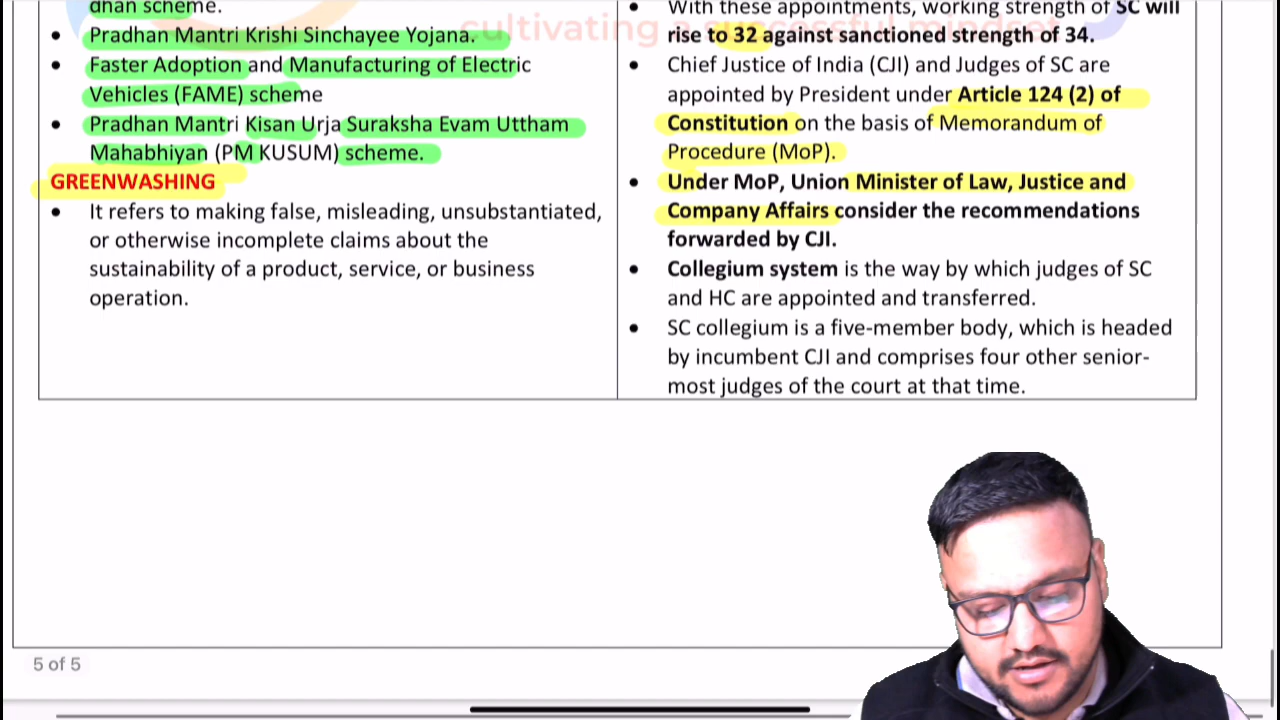 dhan scheme.
• Pradhan Mantri Krishi Sinchayee Yojana.
• Faster Adoption and Manufacturing of Electric
Vehicles (FAME) scheme
• Pradhan Mantri Kisan Urja Suraksha Evam Uttham
Mahabhiyan (PM KUSUM) scheme.
GREENWASHING
• It refers to making false, misleading, unsubstantiated,
or otherwise incomplete claims about the
sustainability of a product, service, or business
operation.
cultivating a successful mindset
• With these appointments, working strength of SC will
rise to 32 against sanctioned strength of 34.
• Chief Justice of India (CJI) and Judges of SC are
appointed by President under Article 124 (2) of
Constitution on the basis of Memorandum of
Procedure (MoP).
• Under MoP, Union Minister of Law, Justice and
Company Affairs consider the recommendations
forwarded by CJI.
• Collegium system is the way by which judges of SC
and HC are appointed and transferred.
• SC collegium is a five-member body, which is headed
by incumbent CJI and comprises four other senior-
most judges of the court at that time.
5 of 5